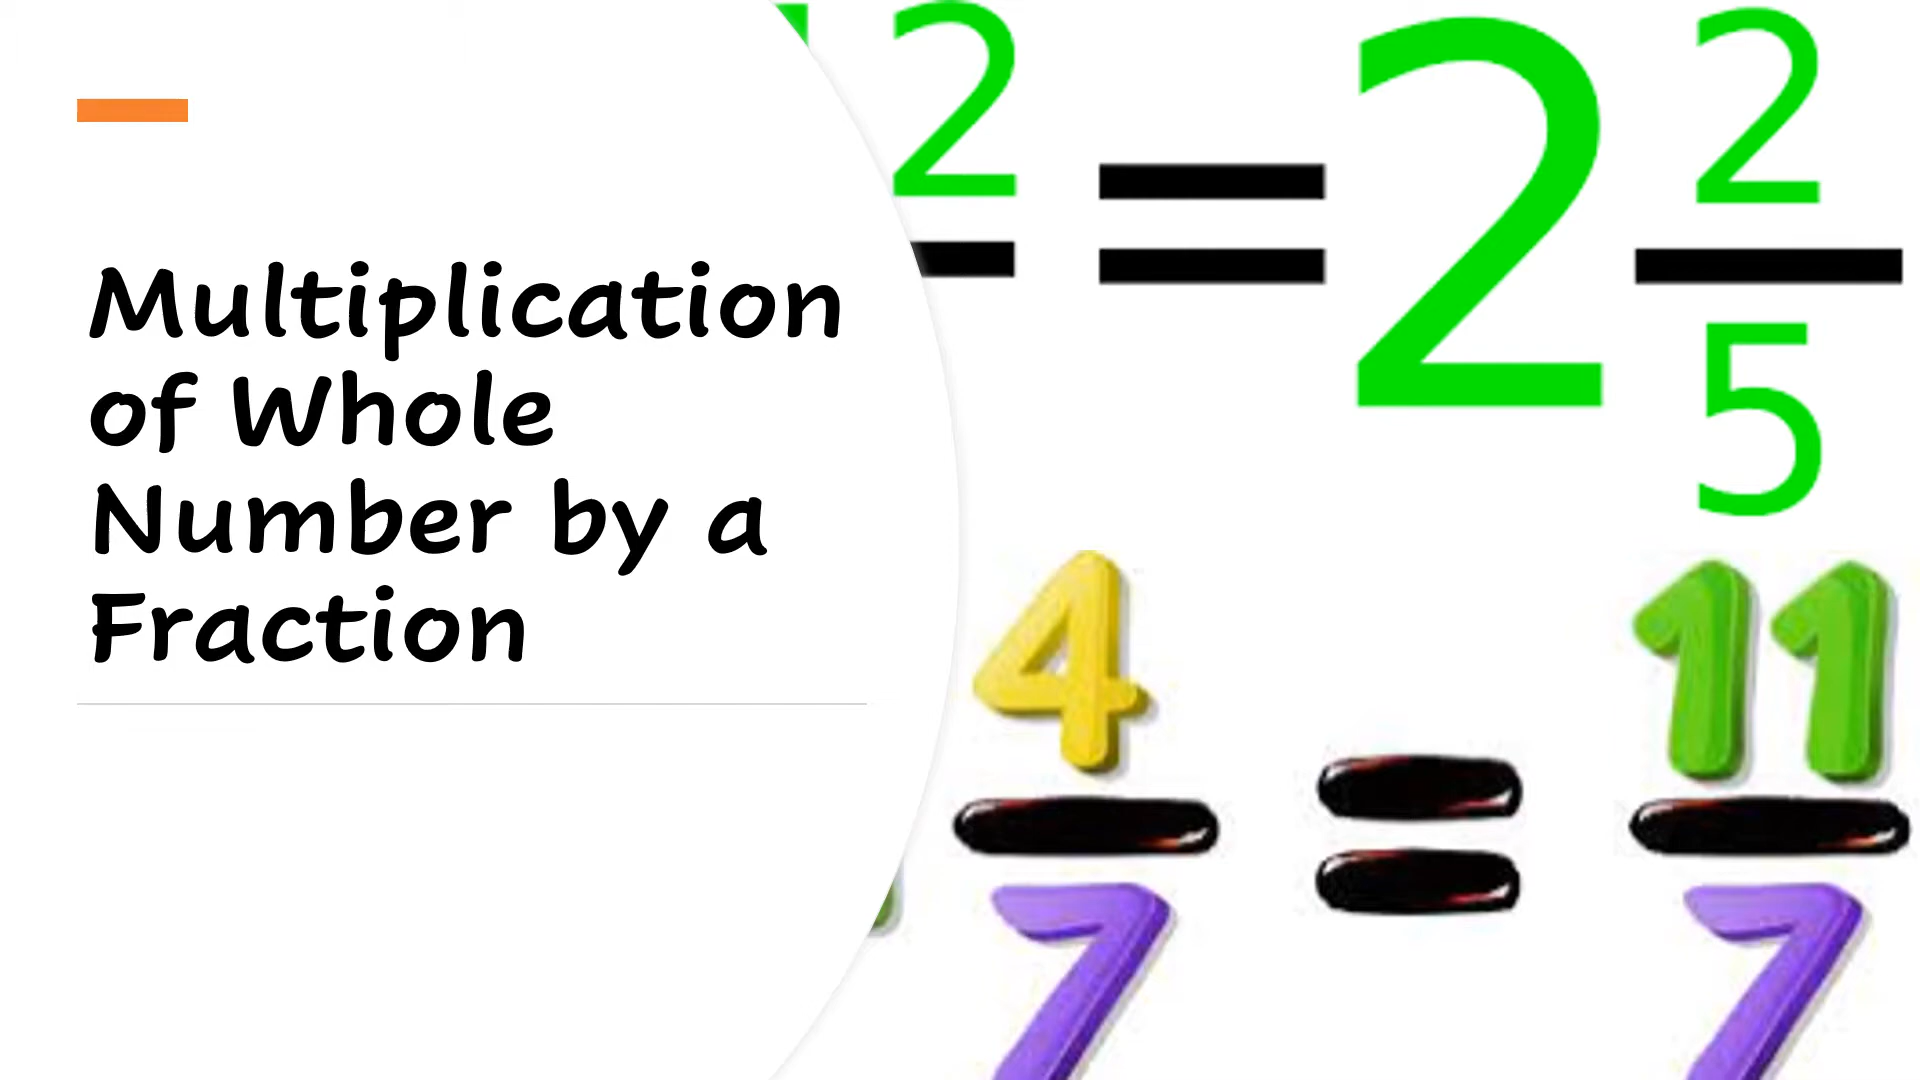 Multiplication
of Whole
Number by a
Fraction
2 = 2 2
5
4 = 11
7 7